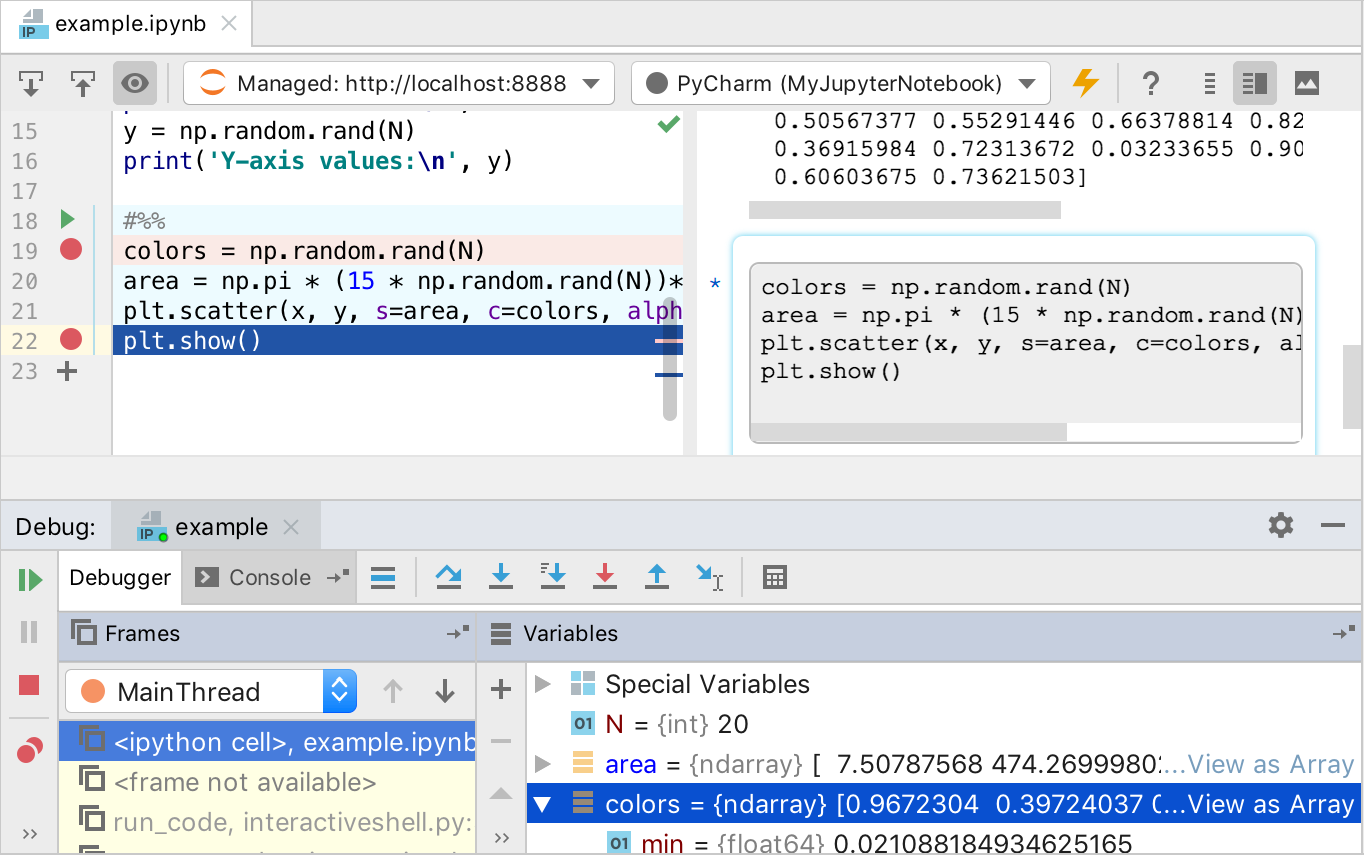 example.ipynb
Managed: http://localhost:8888
PyCharm (MyJupyterNotebook)
?
15 y = np.random.rand(N)
16 print('Y-axis values:\n', y)
17
18 #%%
19 colors = np.random.rand(N)
20 area = np.pi * (15 * np.random.rand(N))*
21 plt.scatter(x, y, s=area, c=colors, alph
22 plt.show()
23
0.50567377 0.55291446 0.66378814 0.82
0.36915984 0.72313672 0.03233655 0.90
0.60603675 0.73621503]
*
colors = np.random.rand(N)
area = np.pi * (15 * np.random.rand(N)
plt.scatter(x, y, s=area, c=colors, al
plt.show()
Debug: IP example
Debugger
Console
Frames
MainThread
<ipython cell>, example.ipynb
<frame not available>
run_code, interactiveshell.py:
Variables
Special Variables
01 N = {int} 20
area = {ndarray} [ 7.50787568 474.2699980 ...View as Array
colors = {ndarray} [0.9672304 0.39724037 ...View as Array
01 min = {float64} 0.021088184934625165